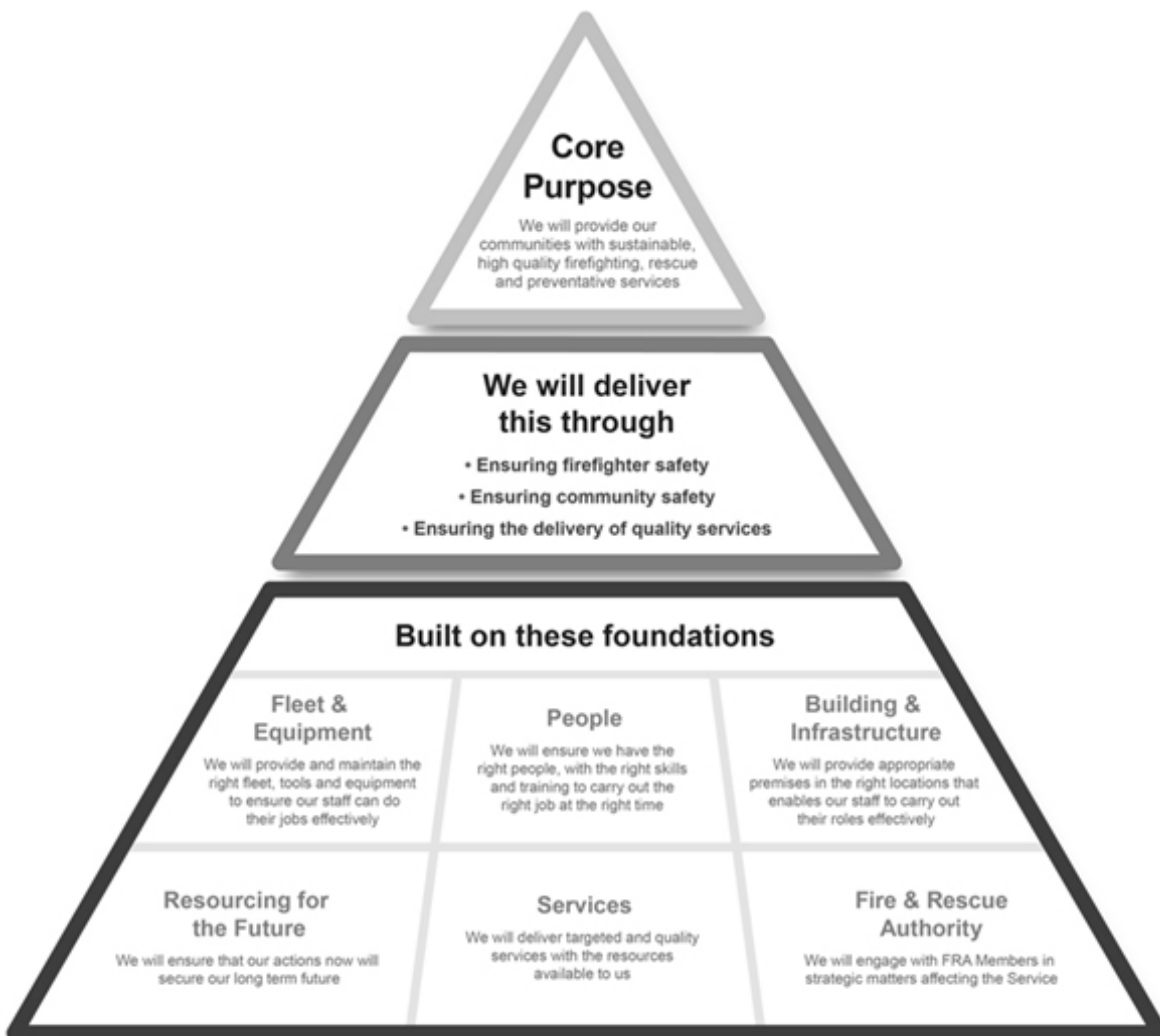 Core
Purpose
We will provide our
communities with sustainable,
high quality firefighting, rescue
and preventative services
We will deliver
this through
• Ensuring firefighter safety
• Ensuring community safety
• Ensuring the delivery of quality services
Built on these foundations
Fleet &
Equipment
We will provide and maintain the
right fleet, tools and equipment
to ensure our staff can do
their jobs effectively
People
We will ensure we have the
right people, with the right skills
and training to carry out the
right job at the right time
Building &
Infrastructure
We will provide appropriate
premises in the right locations that
enables our staff to carry out
their roles effectively
Resourcing for
the Future
We will ensure that our actions now will
secure our long term future
Services
We will deliver targeted and quality
services with the resources
available to us
Fire & Rescue
Authority
We will engage with FRA Members in
strategic matters affecting the Service